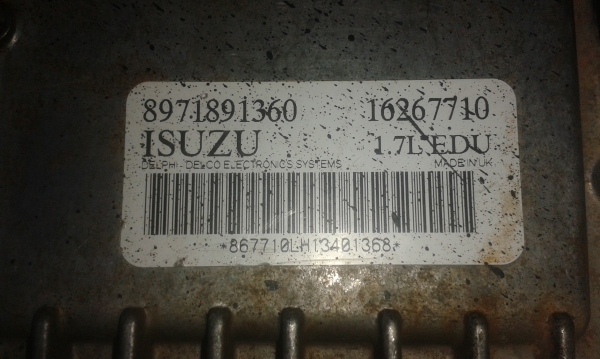 8971891360 16267710
ISUZU 1.7L EDU
DELPHI - DELCO ELECTRONICS SYSTEMS MADE IN UK
*867710LH13401368*